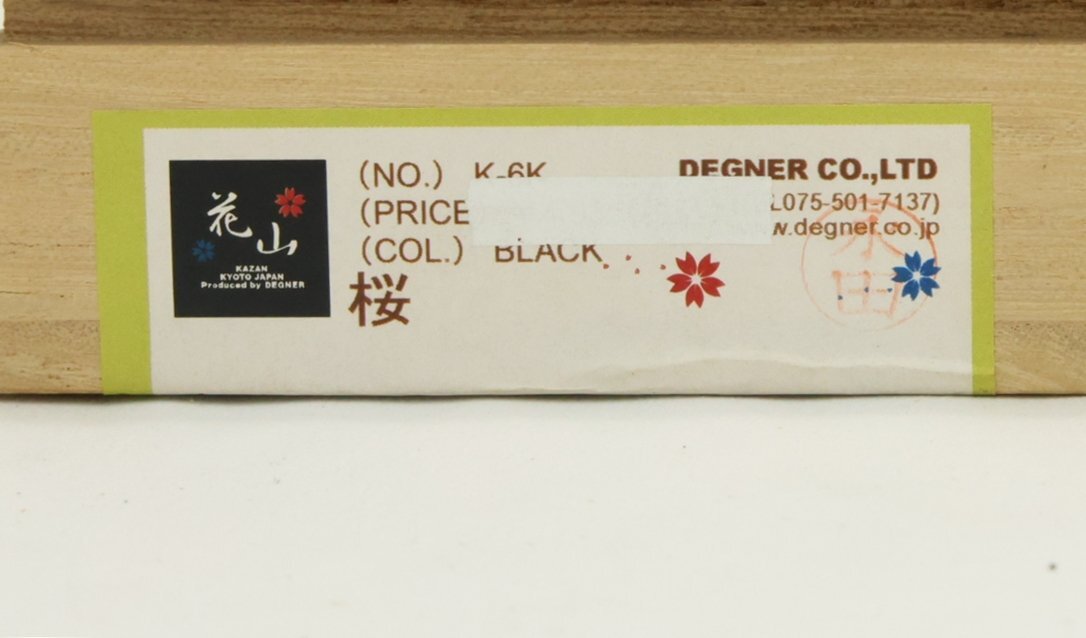 花山
KAZAN
KYOTO JAPAN
Produced by DEGNER
(NO.) K-6K
(PRICE
(COL.) BLACK
桜
DEGNER CO.,LTD
L075-501-7137)
w.degner.co.jp